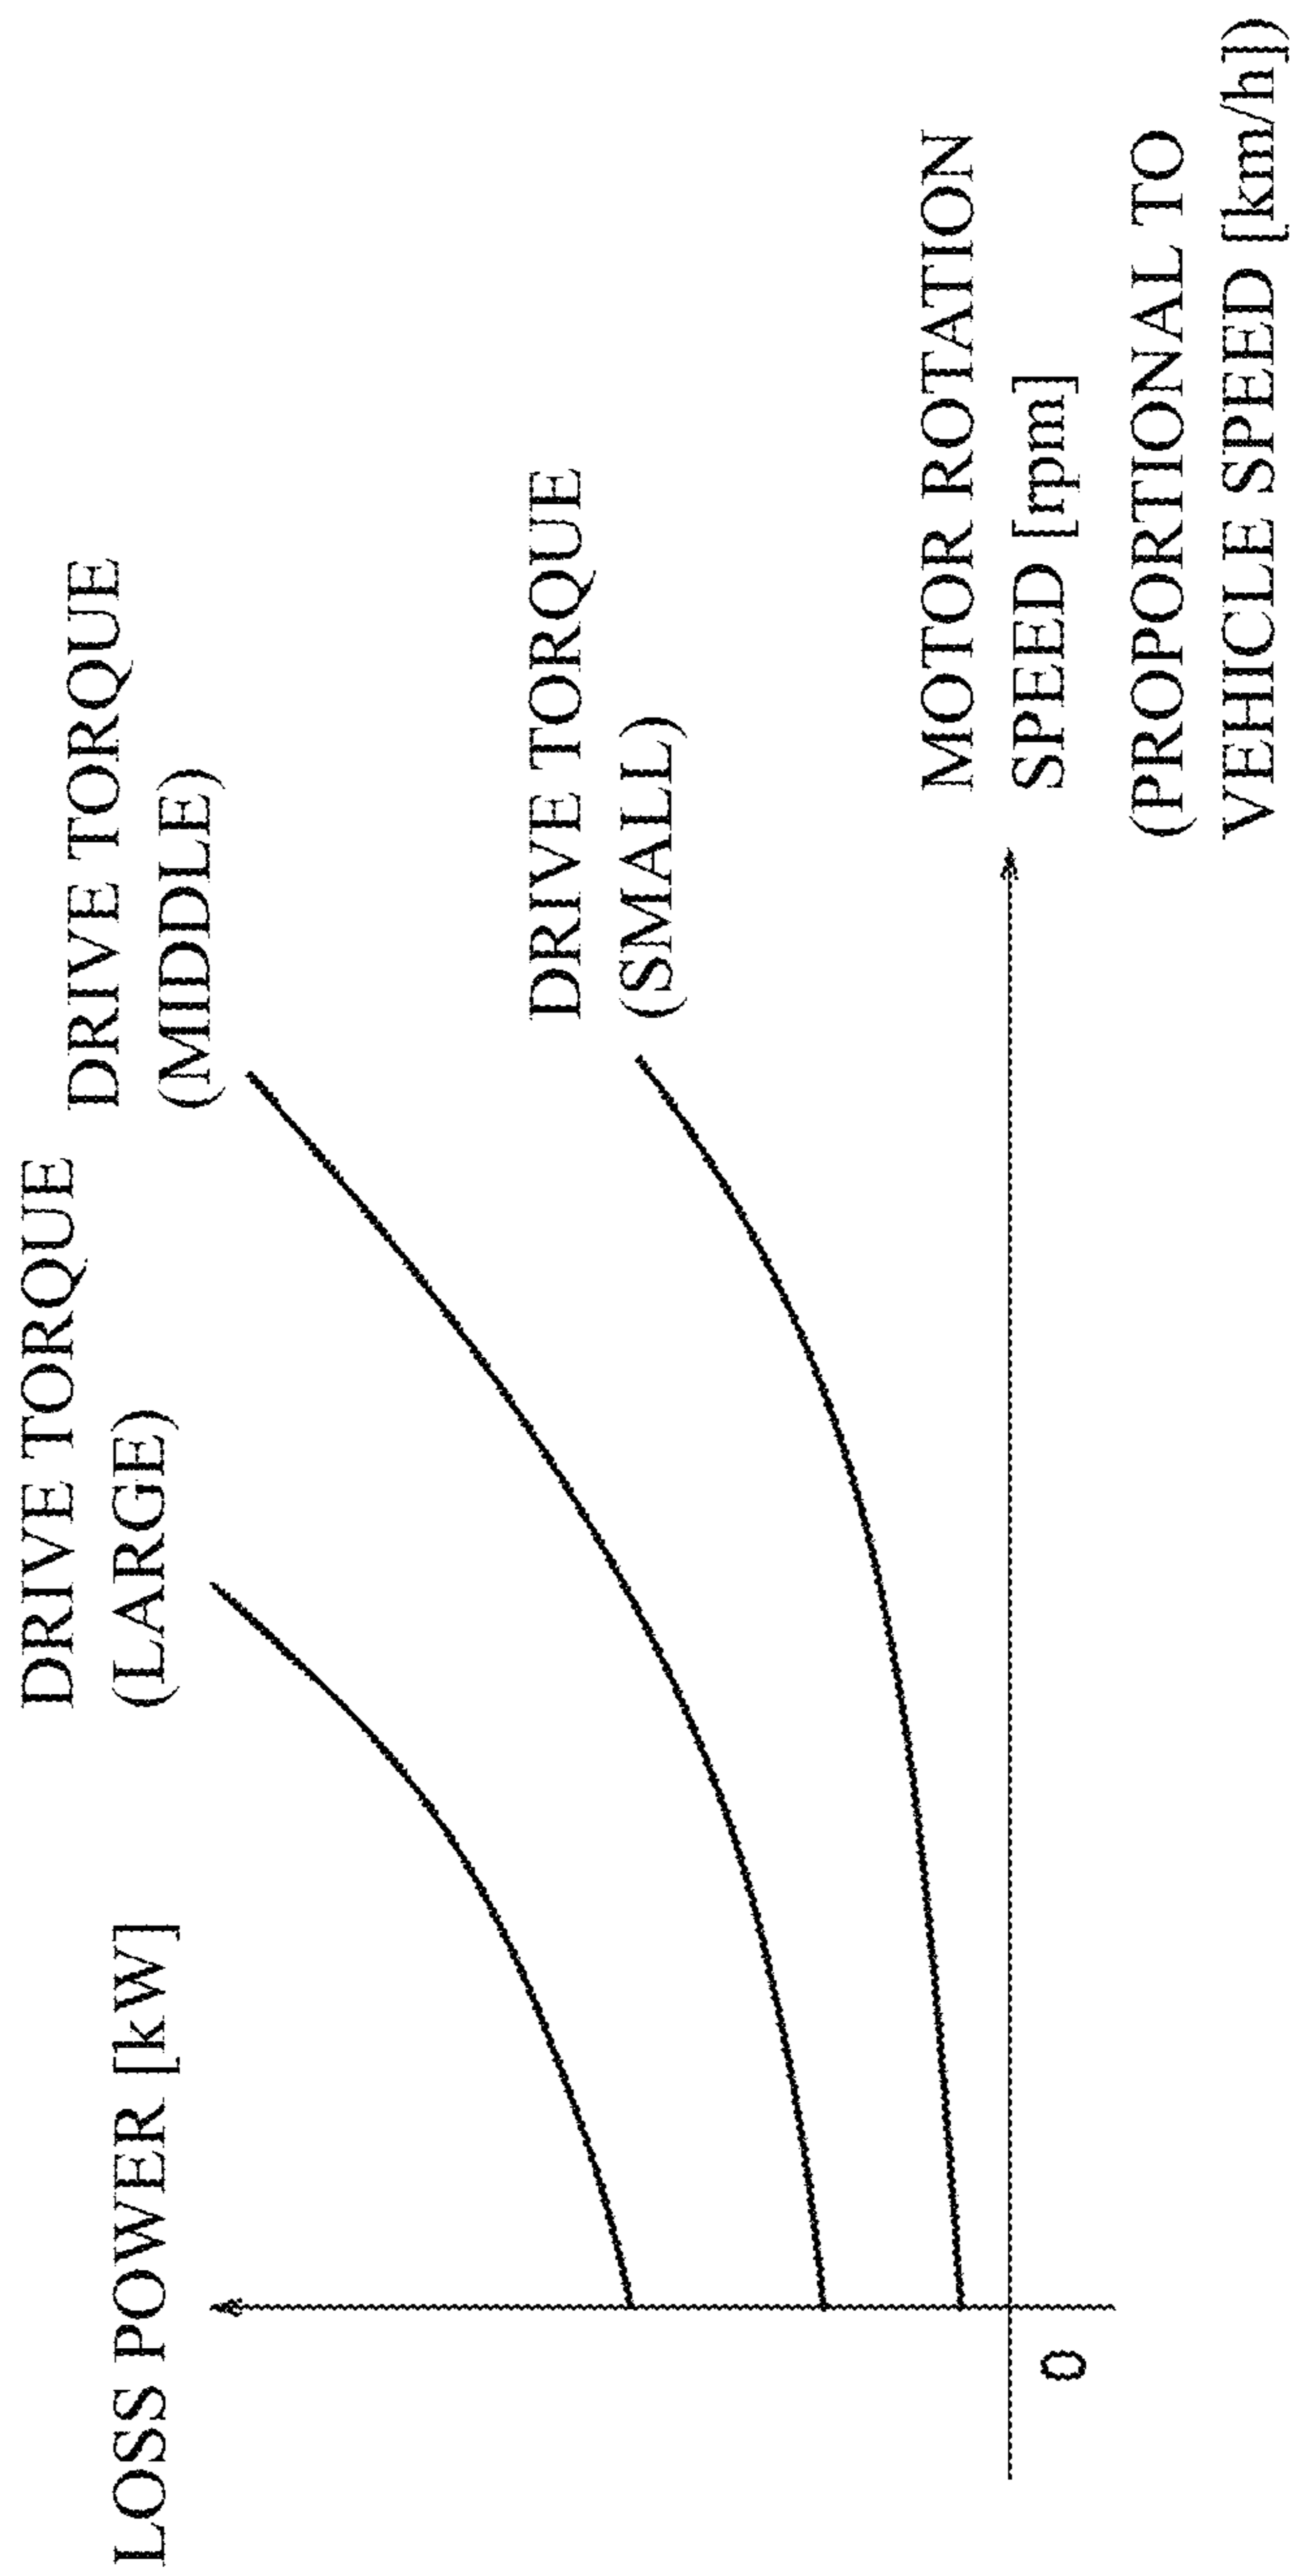 LOSS POWER [kW]
DRIVE TORQUE
(LARGE)
DRIVE TORQUE
(MIDDLE)
DRIVE TORQUE
(SMALL)
MOTOR ROTATION
SPEED [rpm]
(PROPORTIONAL TO
VEHICLE SPEED [km/h])
0